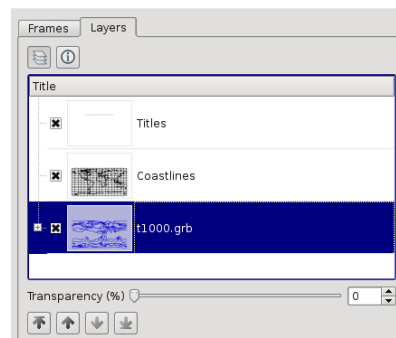 Frames Layers
Title
Titles
Coastlines
t1000.grb
Transparency (%) 0